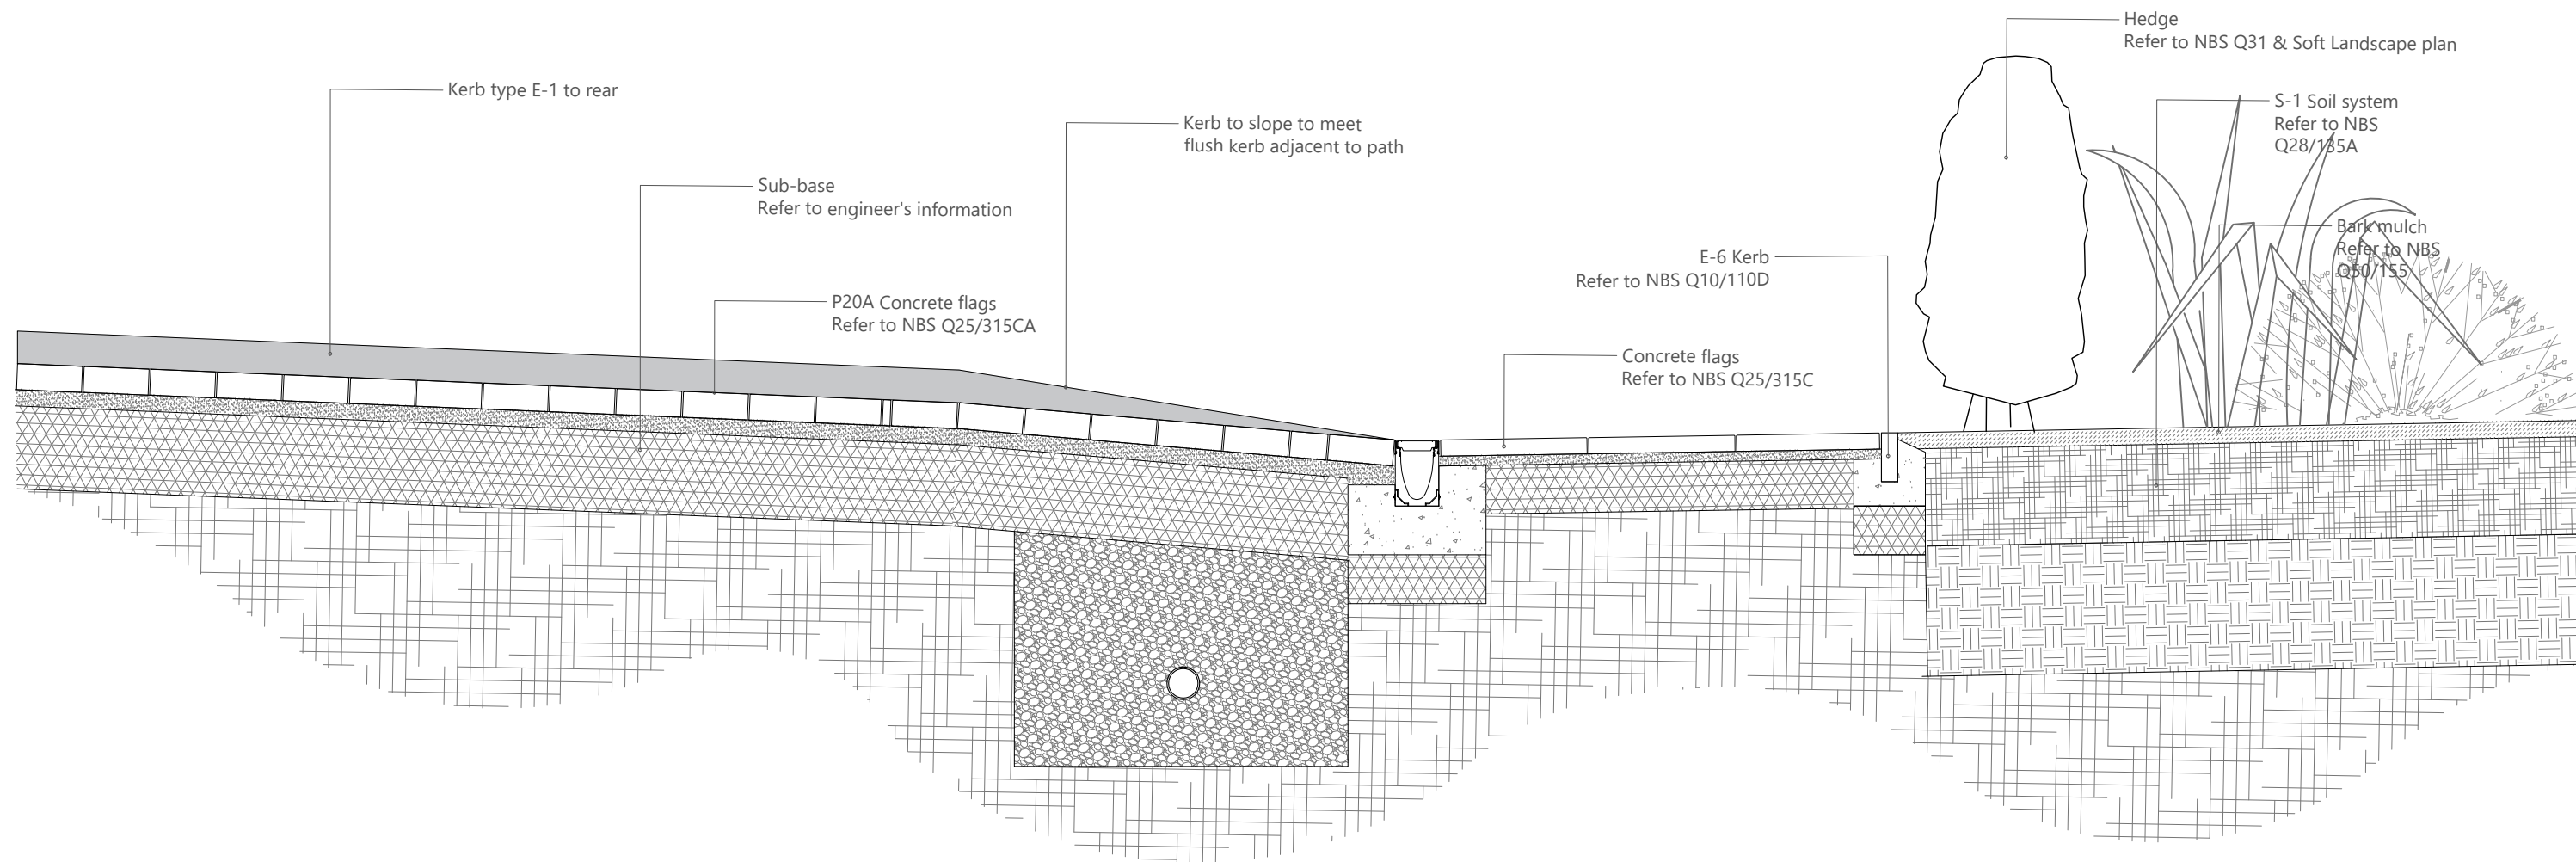 Hedge
Refer to NBS Q31 & Soft Landscape plan
Kerb type E-1 to rear
S-1 Soil system
Refer to NBS
Q28/135A
Kerb to slope to meet
flush kerb adjacent to path
Sub-base
Refer to engineer's information
Bark mulch
Refer to NBS
Q50/155
E-6 Kerb
Refer to NBS Q10/110D
P20A Concrete flags
Refer to NBS Q25/315CA
Concrete flags
Refer to NBS Q25/315C